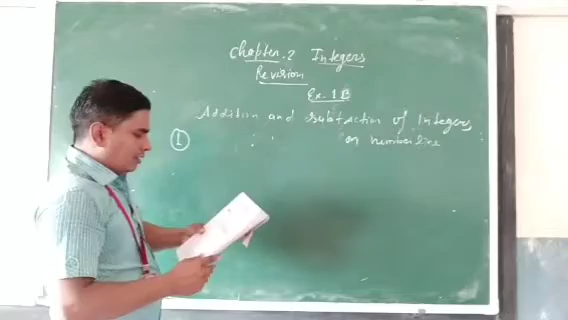 Chapter.2 Integers
Revision
Ex. 1B
Addition and subtraction of Integers
on number line
①